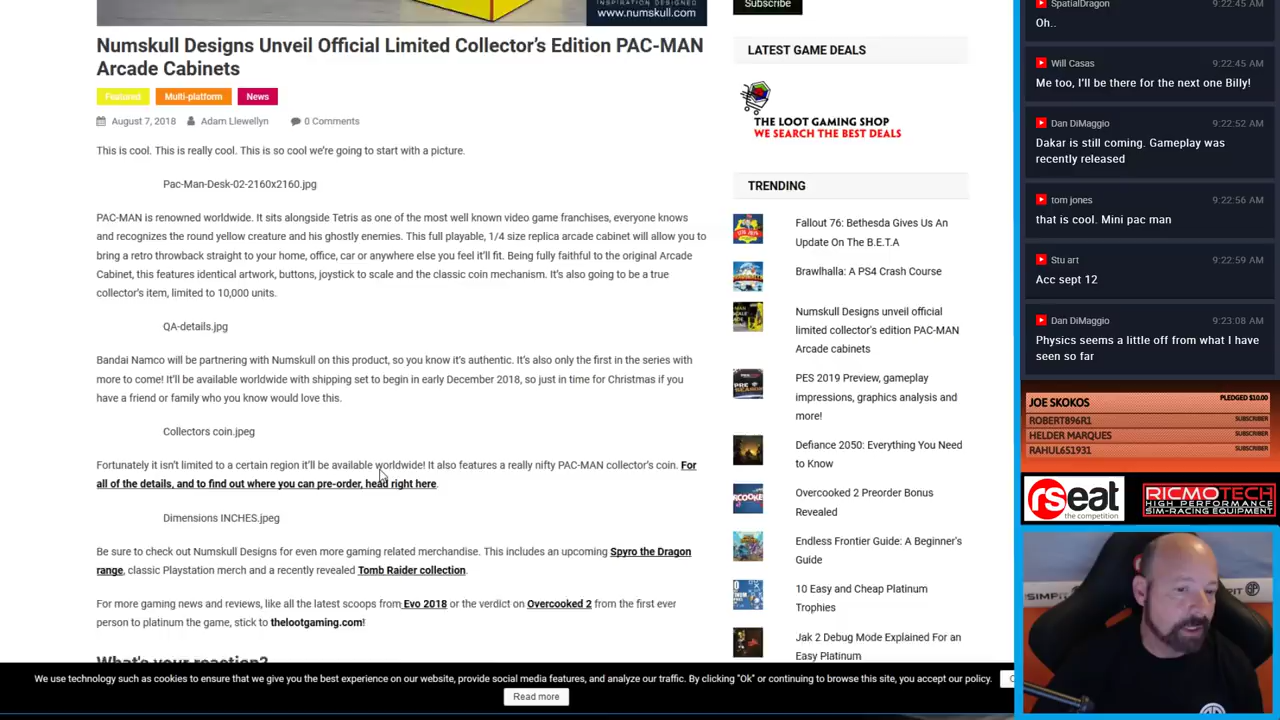 INSPIRATION DESIGNED
www.numskull.com
Numskull Designs Unveil Official Limited Collector's Edition PAC-MAN
Arcade Cabinets
Featured
Multi-platform
News
August 7, 2018
Adam Llewellyn
0 Comments
This is cool. This is really cool. This is so cool we're going to start with a picture.
Pac-Man-Desk-02-2160x2160.jpg
PAC-MAN is renowned worldwide. It sits alongside Tetris as one of the most well known video game franchises, everyone knows
and recognizes the round yellow creature and his ghostly enemies. This full playable, 1/4 size replica arcade cabinet will allow you to
bring a retro throwback straight to your home, office, car or anywhere else you feel it'll fit. Being fully faithful to the original Arcade
Cabinet, this features identical artwork, buttons, joystick to scale and the classic coin mechanism. It's also going to be a true
collector's item, limited to 10,000 units.
QA-details.jpg
Bandai Namco will be partnering with Numskull on this product, so you know it's authentic. It's also only the first in the series with
more to come! It'll be available worldwide with shipping set to begin in early December 2018, so just in time for Christmas if you
have a friend or family who you know would love this.
Collectors coin.jpeg
Fortunately it isn't limited to a certain region it'll be available worldwide! It also features a really nifty PAC-MAN collector's coin. For
all of the details, and to find out where you can pre-order, head right here.
Dimensions INCHES.jpeg
Be sure to check out Numskull Designs for even more gaming related merchandise. This includes an upcoming Spyro the Dragon
range, classic Playstation merch and a recently revealed Tomb Raider collection.
For more gaming news and reviews, like all the latest scoops from Evo 2018 or the verdict on Overcooked 2 from the first ever
person to platinum the game, stick to thelootgaming.com!
What's your reaction?
We use technology such as cookies to ensure that we give you the best experience on our website, provide social media features, and analyze our traffic. By clicking "Ok" or continuing to browse this site, you accept our policy.
Read more
Subscribe
LATEST GAME DEALS
THE LOOT GAMING SHOP
WE SEARCH THE BEST DEALS
TRENDING
Fallout 76: Bethesda Gives Us An
Update On The B.E.T.A
Brawlhalla: A PS4 Crash Course
Numskull Designs unveil official
limited collector's edition PAC-MAN
Arcade cabinets
PES 2019 Preview, gameplay
impressions, graphics analysis and
more!
Defiance 2050: Everything You Need
to Know
Overcooked 2 Preorder Bonus
Revealed
Endless Frontier Guide: A Beginner's
Guide
10 Easy and Cheap Platinum
Trophies
Jak 2 Debug Mode Explained For an
Easy Platinum
SpatialDragon 9:22:45 AM
Oh..
Will Casas 9:22:45 AM
Me too, I'll be there for the next one Billy!
Dan DiMaggio 9:22:52 AM
Dakar is still coming. Gameplay was
recently released
tom jones 9:22:56 AM
that is cool. Mini pac man
Stu art 9:22:59 AM
Acc sept 12
Dan DiMaggio 9:23:08 AM
Physics seems a little off from what I have
seen so far
JOE SKOKOS PLEDGED $10.00
ROBERT896R1 SUBSCRIBER
HELDER MARQUES SUBSCRIBER
RAHUL651931 SUBSCRIBER
rseat
the competition
RICMOTECH
HIGH PERFORMANCE
SIM-RACING EQUIPMENT